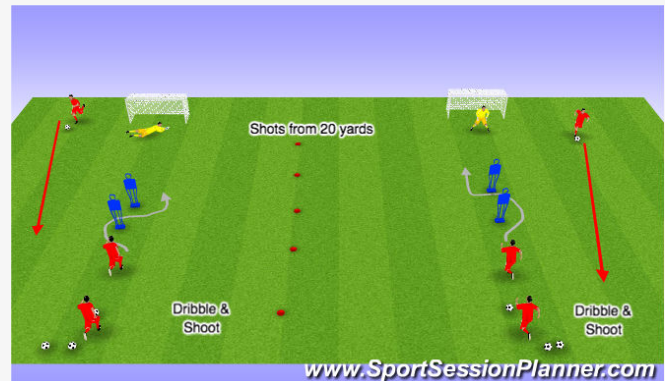 Shots from 20 yards
Dribble &
Shoot
Dribble &
Shoot
www.SportSessionPlanner.com